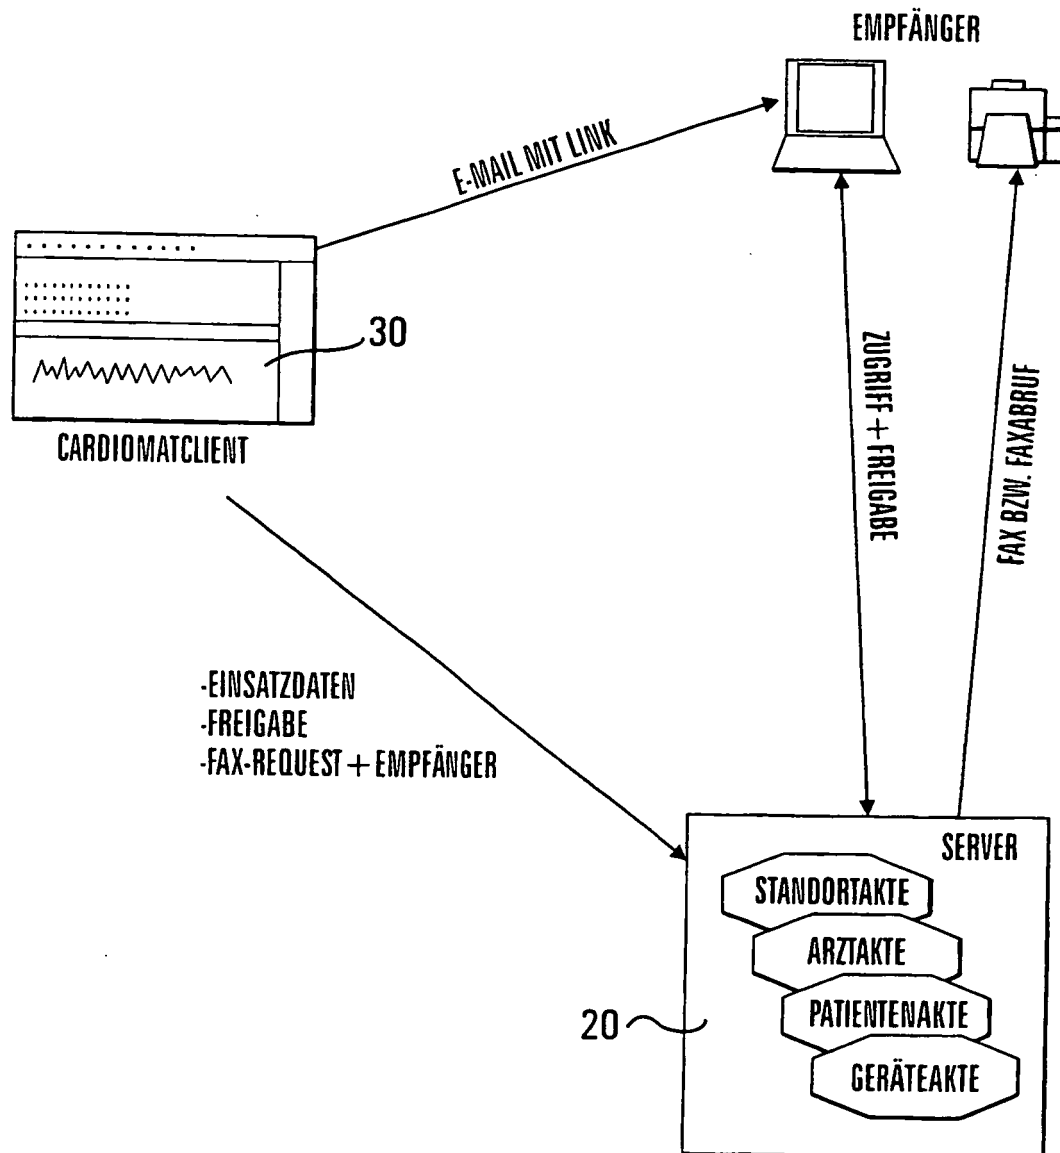 EMPFÄNGER
E-MAIL MIT LINK
30
CARDIOMATCLIENT
ZUGRIFF + FREIGABE
FAX BZW. FAXABRUF
-EINSATZDATEN
-FREIGABE
-FAX-REQUEST + EMPFÄNGER
SERVER
STANDORTAKTE
ARZTAKTE
PATIENTENAKTE
GERÄTEAKTE
20